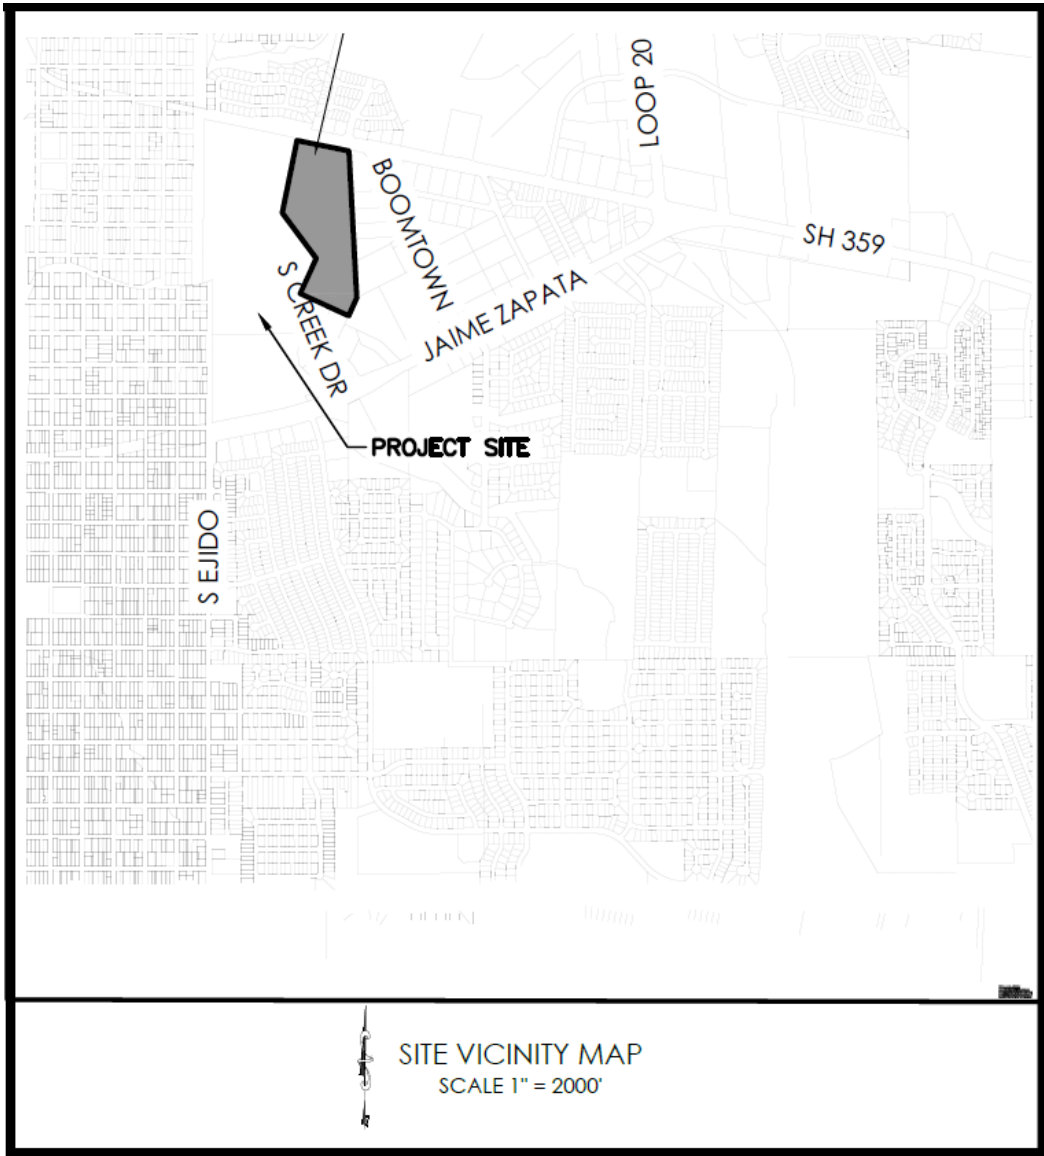 LOOP 20
BOOMTOWN
SH 359
S CREEK DR
JAIME ZAPATA
PROJECT SITE
S EJIDO
SITE VICINITY MAP
SCALE 1" = 2000'